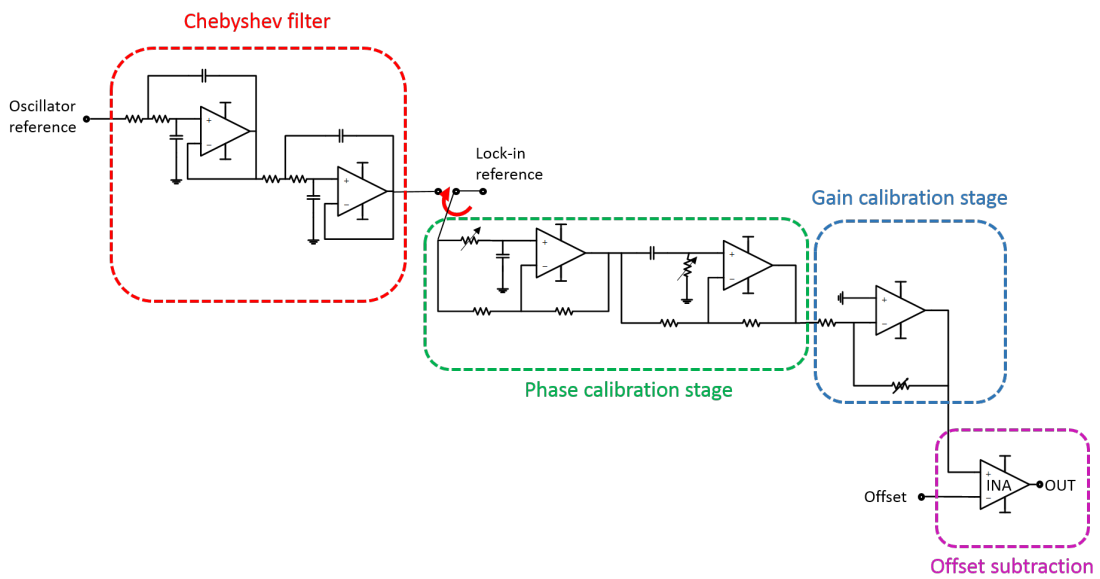 Chebyshev filter
Oscillator
reference
+
−
+
−
Lock-in
reference
Phase calibration stage
+
−
+
−
Gain calibration stage
+
−
Offset
+
−
INA
OUT
Offset subtraction